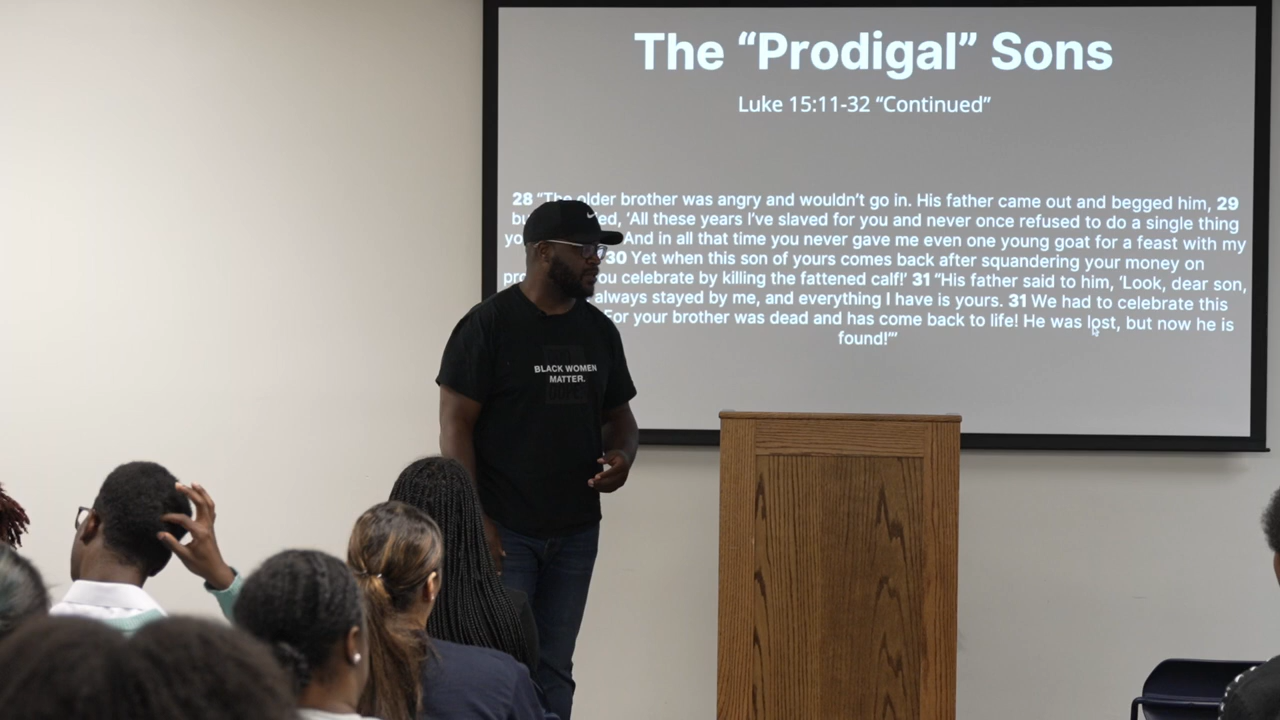 The “Prodigal” Sons
Luke 15:11-32 “Continued”
28 “The older brother was angry and wouldn’t go in. His father came out and begged him, 29
‘All these years I’ve slaved for you and never once refused to do a single thing
And in all that time you never gave me even one young goat for a feast with my
30 Yet when this son of yours comes back after squandering your money on
you celebrate by killing the fattened calf!’ 31 “His father said to him, ‘Look, dear son,
always stayed by me, and everything I have is yours. 31 We had to celebrate this
For your brother was dead and has come back to life! He was lost, but now he is
found!’”
BLACK WOMEN
MATTER.